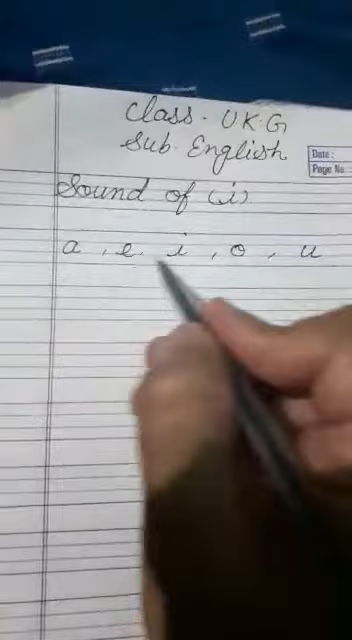 Class. U.K.G
Sub. English
Date :
Page No
Sound of (i)
a , e , i , o , u